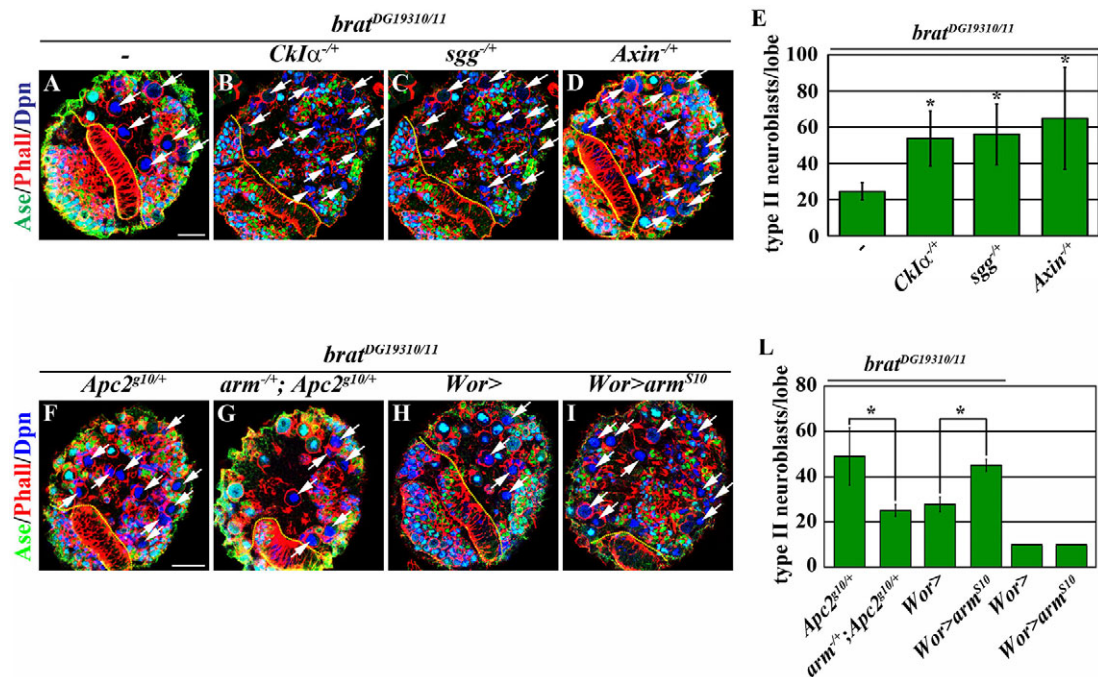 brat^DG19310/11
- CkIα^-/+ sgg^-/+ Axin^-/+
A B C D
Ase/Phall/Dpn
E
brat^DG19310/11
100
80
60
40
20
0
type II neuroblasts/lobe
* * *
- CkIα^-/+ sgg^-/+ Axin^-/+
brat^DG19310/11
Apc2^g10/+ arm^-/+; Apc2^g10/+ Wor> Wor>arm^S10
F G H I
Ase/Phall/Dpn
L
brat^DG19310/11
80
60
40
20
0
type II neuroblasts/lobe
* *
Apc2^g10/+ arm^-/+;Apc2^g10/+ Wor> Wor>arm^S10 Wor> Wor>arm^S10